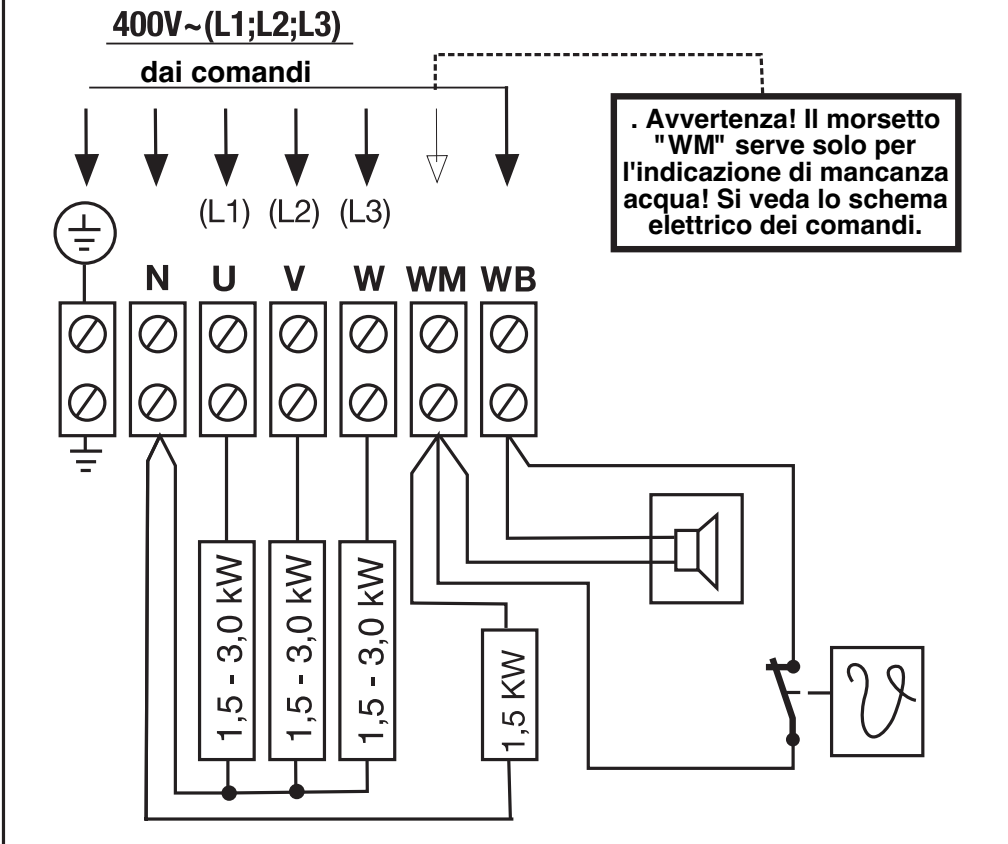 400V~(L1;L2;L3)
dai comandi
. Avvertenza! Il morsetto
"WM" serve solo per
l'indicazione di mancanza
acqua! Si veda lo schema
elettrico dei comandi.
(L1) (L2) (L3)
N U V W WM WB
1,5 - 3,0 kW
1,5 - 3,0 kW
1,5 - 3,0 kW
1,5 KW